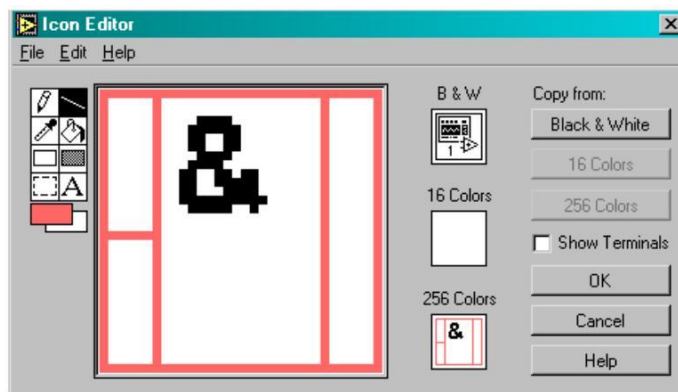 Icon Editor
File Edit Help
B & W
Copy from:
Black & White
1
16 Colors
16 Colors
256 Colors
Show Terminals
256 Colors
OK
Cancel
Help
&
A
&